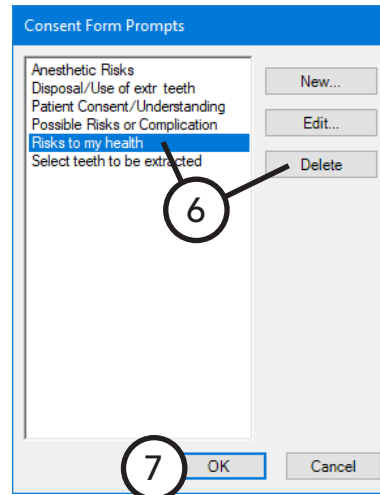 Consent Form Prompts
Anesthetic Risks
Disposal/Use of extr teeth
Patient Consent/Understanding
Possible Risks or Complication
Risks to my health
Select teeth to be extracted
New...
Edit...
Delete
6
7
OK
Cancel